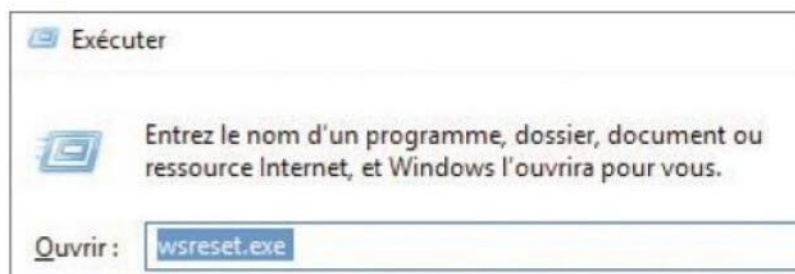 Exécuter
Entrez le nom d'un programme, dossier, document ou
ressource Internet, et Windows l'ouvrira pour vous.
Ouvrir : wsreset.exe